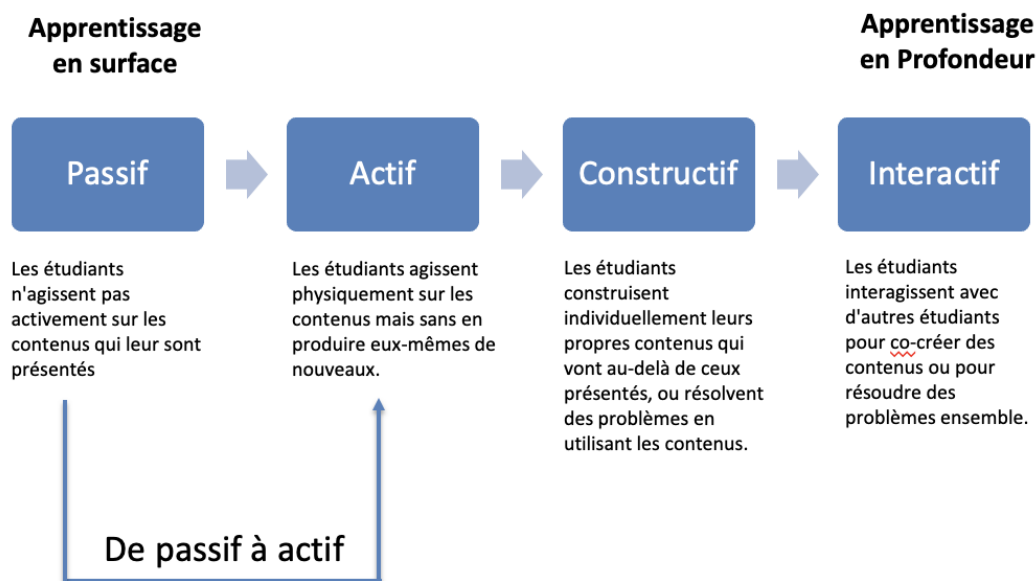 Apprentissage
en surface
Apprentissage
en Profondeur
Passif
Actif
Constructif
Interactif
Les étudiants
n'agissent pas
activement sur les
contenus qui leur sont
présentés
Les étudiants agissent
physiquement sur les
contenus mais sans en
produire eux-mêmes de
nouveaux.
Les étudiants
construisent
individuellement leurs
propres contenus qui
vont au-delà de ceux
présentés, ou résolvent
des problèmes en
utilisant les contenus.
Les étudiants
interagissent avec
d'autres étudiants
pour co-créer des
contenus ou pour
résoudre des
problèmes ensemble.
De passif à actif